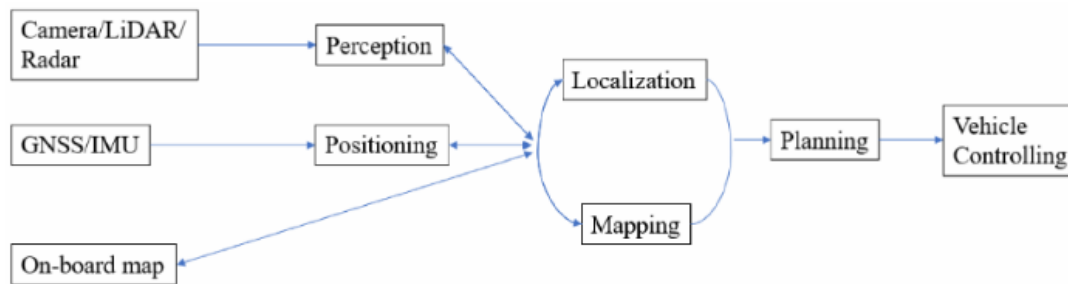 Camera/LiDAR/
Radar
Perception
Localization
GNSS/IMU
Positioning
Planning
Vehicle
Controlling
Mapping
On-board map